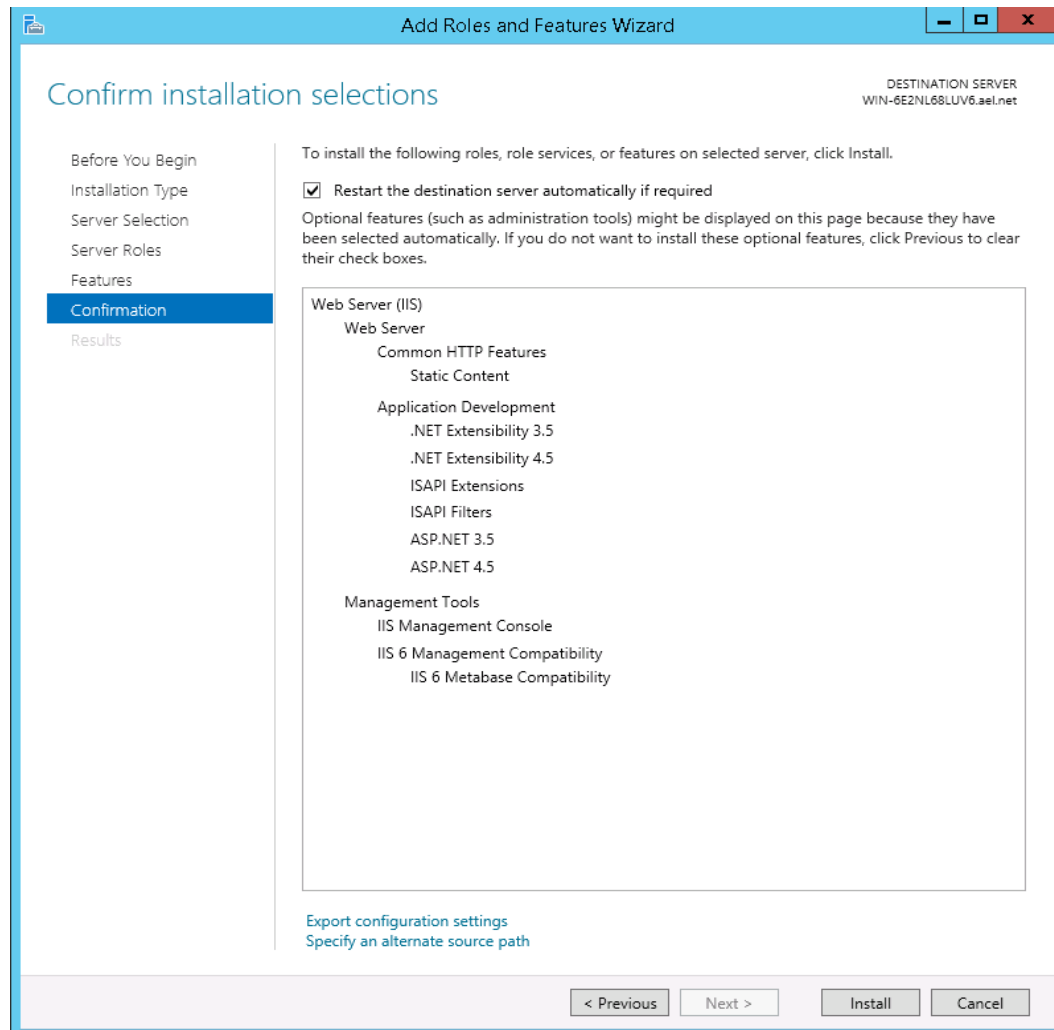 Add Roles and Features Wizard
Confirm installation selections
DESTINATION SERVER
WIN-6E2NL68LUV6.ael.net
Before You Begin
Installation Type
Server Selection
Server Roles
Features
Confirmation
Results
To install the following roles, role services, or features on selected server, click Install.
Restart the destination server automatically if required
Optional features (such as administration tools) might be displayed on this page because they have
been selected automatically. If you do not want to install these optional features, click Previous to clear
their check boxes.
Web Server (IIS)
Web Server
Common HTTP Features
Static Content
Application Development
.NET Extensibility 3.5
.NET Extensibility 4.5
ISAPI Extensions
ISAPI Filters
ASP.NET 3.5
ASP.NET 4.5
Management Tools
IIS Management Console
IIS 6 Management Compatibility
IIS 6 Metabase Compatibility
Export configuration settings
Specify an alternate source path
< Previous
Next >
Install
Cancel